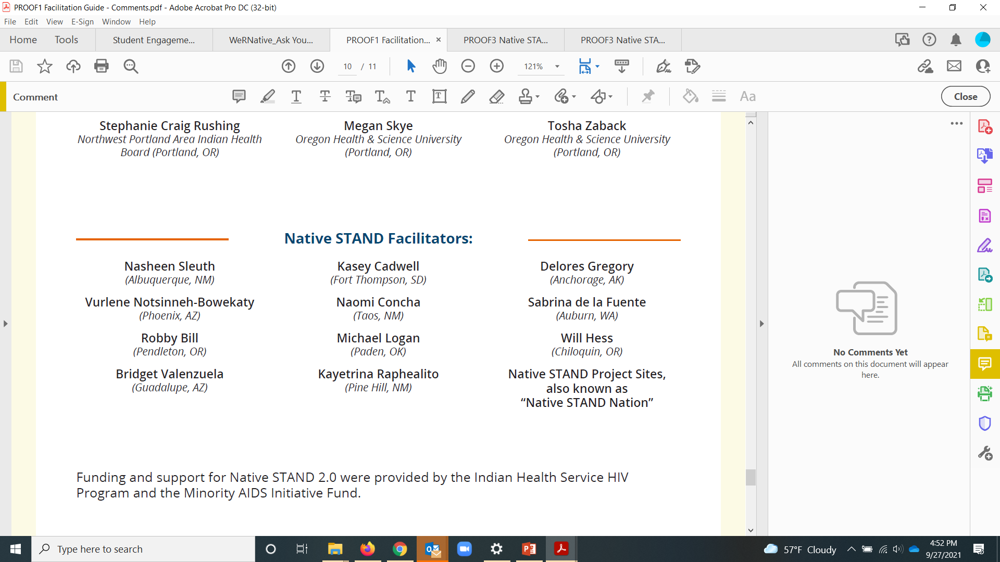 PROOF1 Facilitation Guide - Comments.pdf - Adobe Acrobat Pro DC (32-bit)
File Edit View E-Sign Window Help
Home Tools Student Engageme... WeRNative_Ask You... PROOF1 Facilitation... × PROOF3 Native STA... PROOF3 Native STA...
10 / 11 121%
Comment Aa Close
Stephanie Craig Rushing
Northwest Portland Area Indian Health
Board (Portland, OR)
Megan Skye
Oregon Health & Science University
(Portland, OR)
Tosha Zaback
Oregon Health & Science University
(Portland, OR)
Native STAND Facilitators:
Nasheen Sleuth
(Albuquerque, NM)
Kasey Cadwell
(Fort Thompson, SD)
Delores Gregory
(Anchorage, AK)
Vurlene Notsinneh-Bowekaty
(Phoenix, AZ)
Naomi Concha
(Taos, NM)
Sabrina de la Fuente
(Auburn, WA)
Robby Bill
(Pendleton, OR)
Michael Logan
(Paden, OK)
Will Hess
(Chiloquin, OR)
Bridget Valenzuela
(Guadalupe, AZ)
Kayetrina Raphealito
(Pine Hill, NM)
Native STAND Project Sites,
also known as
“Native STAND Nation”
Funding and support for Native STAND 2.0 were provided by the Indian Health Service HIV
Program and the Minority AIDS Initiative Fund.
No Comments Yet
All comments on this document will appear
here.
Type here to search
57°F Cloudy
4:52 PM
9/27/2021